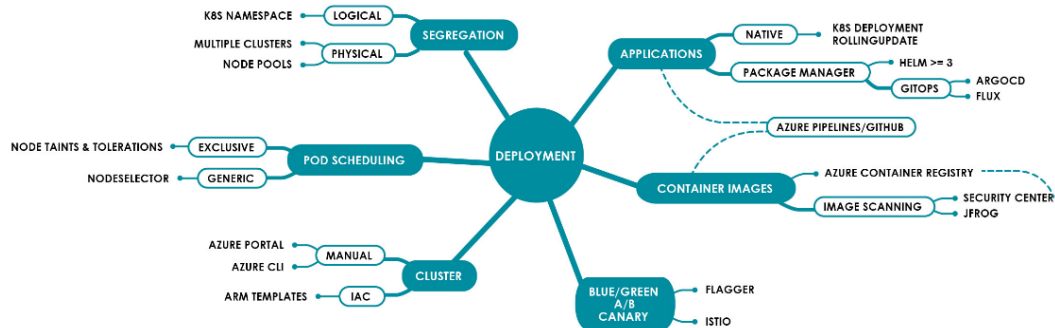 K8S NAMESPACE
LOGICAL
SEGREGATION
MULTIPLE CLUSTERS
PHYSICAL
NODE POOLS
APPLICATIONS
NATIVE
K8S DEPLOYMENT
ROLLINGUPDATE
PACKAGE MANAGER
HELM >= 3
GITOPS
ARGOCD
FLUX
AZURE PIPELINES/GITHUB
DEPLOYMENT
NODE TAINTS & TOLERATIONS
EXCLUSIVE
POD SCHEDULING
NODESELECTOR
GENERIC
CONTAINER IMAGES
AZURE CONTAINER REGISTRY
IMAGE SCANNING
SECURITY CENTER
JFROG
AZURE PORTAL
MANUAL
AZURE CLI
CLUSTER
ARM TEMPLATES
IAC
BLUE/GREEN
A/B
CANARY
FLAGGER
ISTIO